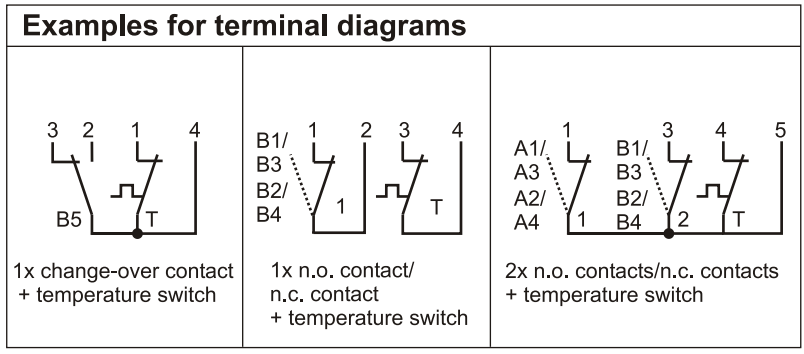 Examples for terminal diagrams
3 2 1 4
B5 T
1x change-over contact
+ temperature switch
B1/ 1 2 3 4
B3
B2/
B4 1 T
1x n.o. contact/
n.c. contact
+ temperature switch
A1/ 1 B1/ 3 4 5
A3 B3
A2/ B2/
A4 1 B4 2 T
2x n.o. contacts/n.c. contacts
+ temperature switch